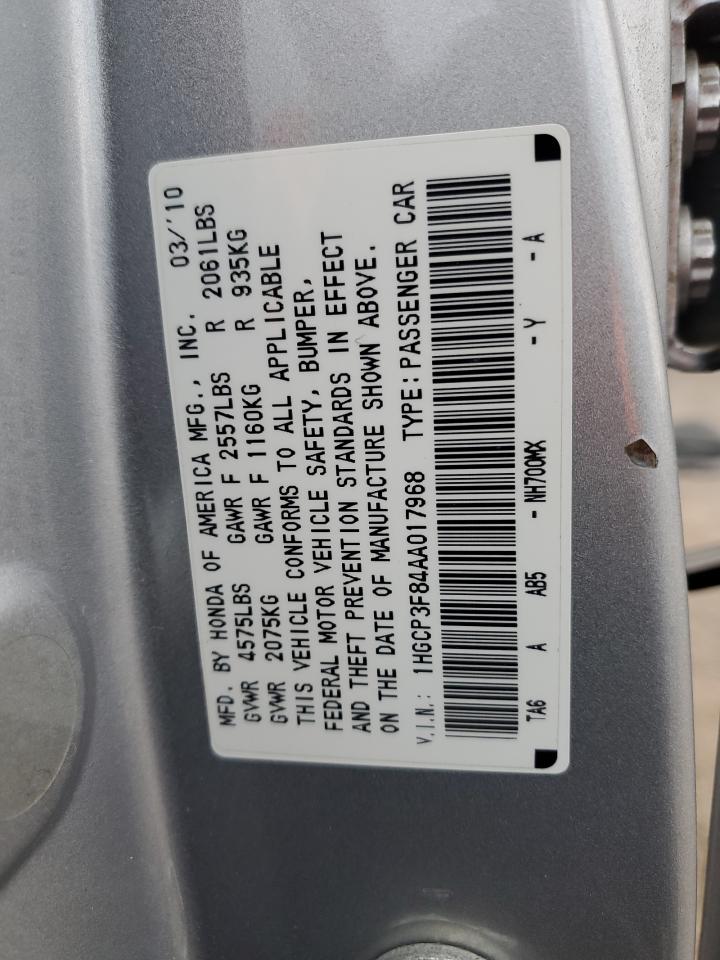 MFD. BY HONDA OF AMERICA MFG., INC. 03/'10
GVWR 4575LBS GAWR F 2557LBS R 2061LBS
GVWR 2075KG GAWR F 1160KG R 935KG
THIS VEHICLE CONFORMS TO ALL APPLICABLE
FEDERAL MOTOR VEHICLE SAFETY, BUMPER,
AND THEFT PREVENTION STANDARDS IN EFFECT
ON THE DATE OF MANUFACTURE SHOWN ABOVE.
V.I.N.: 1HGCP3F84AA017968 TYPE: PASSENGER CAR
TA6 A AB5 - NH700MX - Y - A